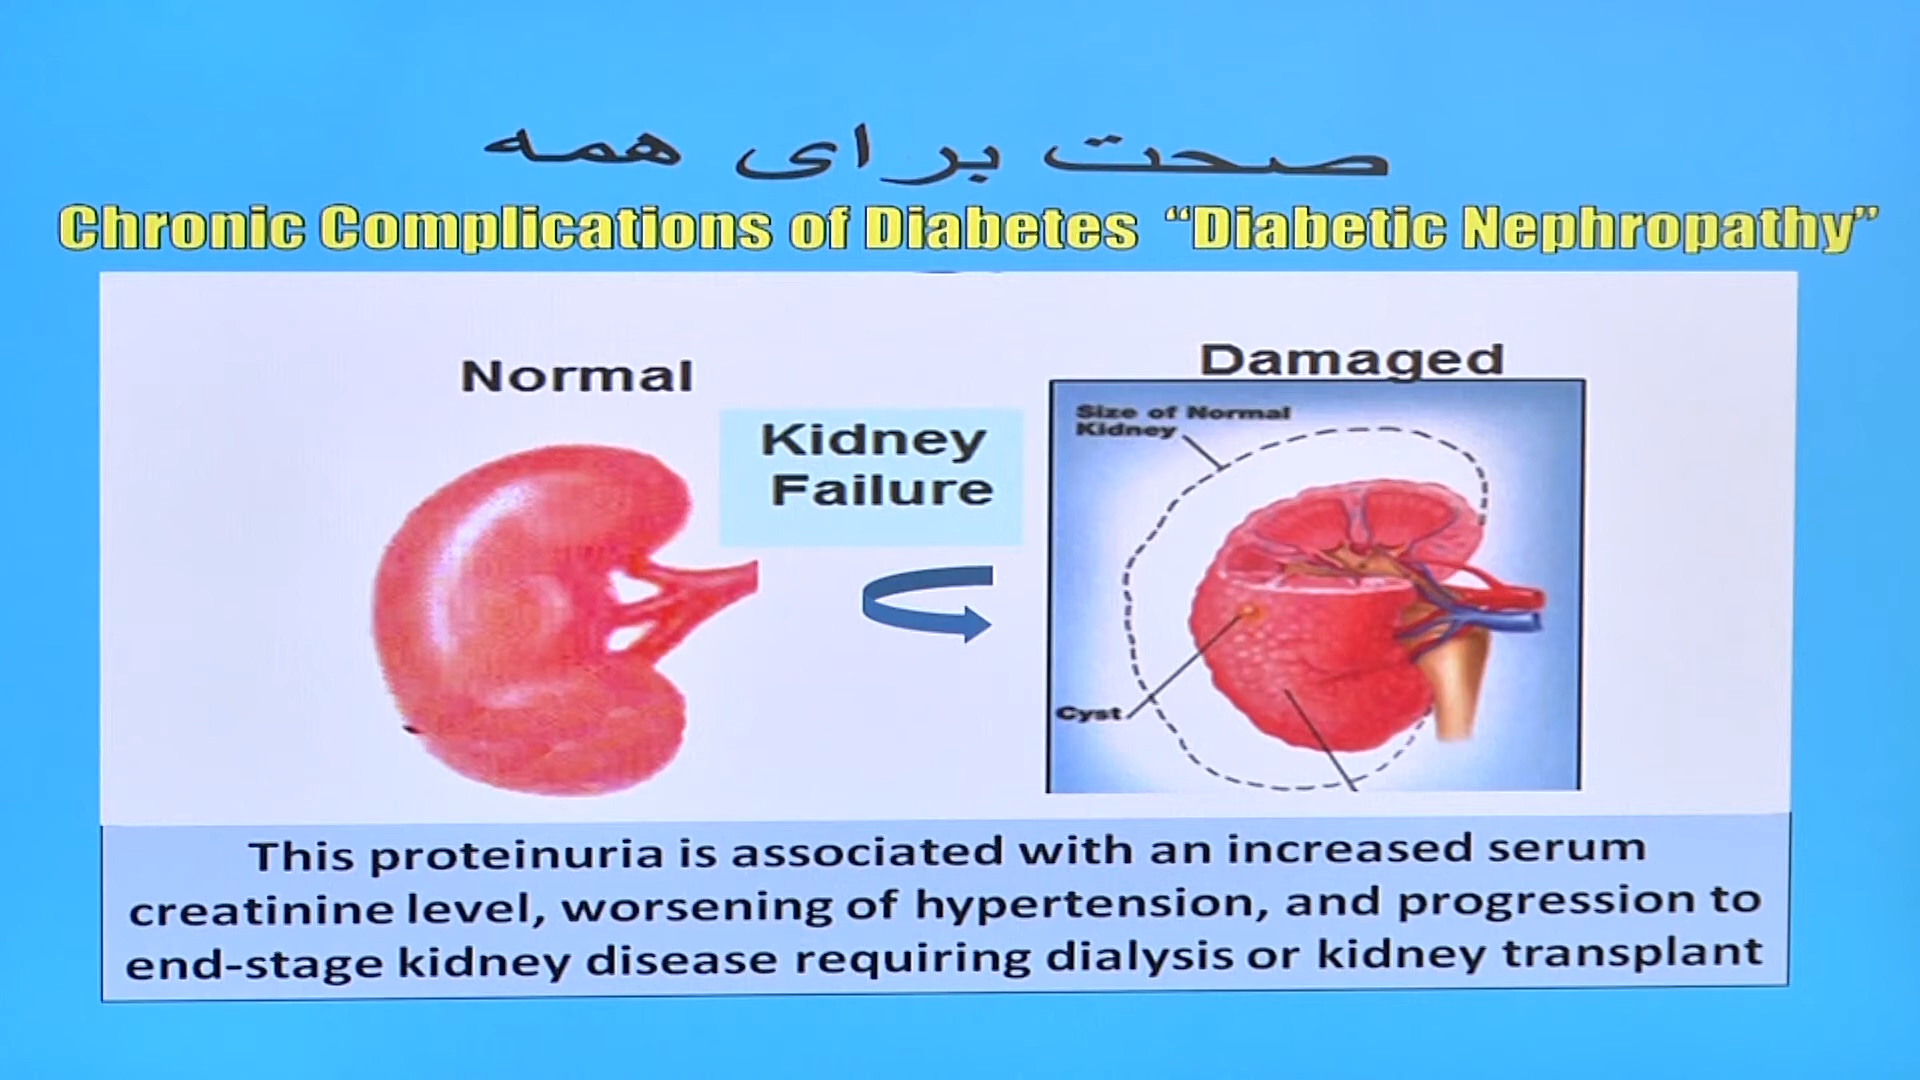 صحت برای همه
Chronic Complications of Diabetes “Diabetic Nephropathy”
Normal
Kidney
Failure
Damaged
Size of Normal
Kidney
Cyst
This proteinuria is associated with an increased serum
creatinine level, worsening of hypertension, and progression to
end-stage kidney disease requiring dialysis or kidney transplant